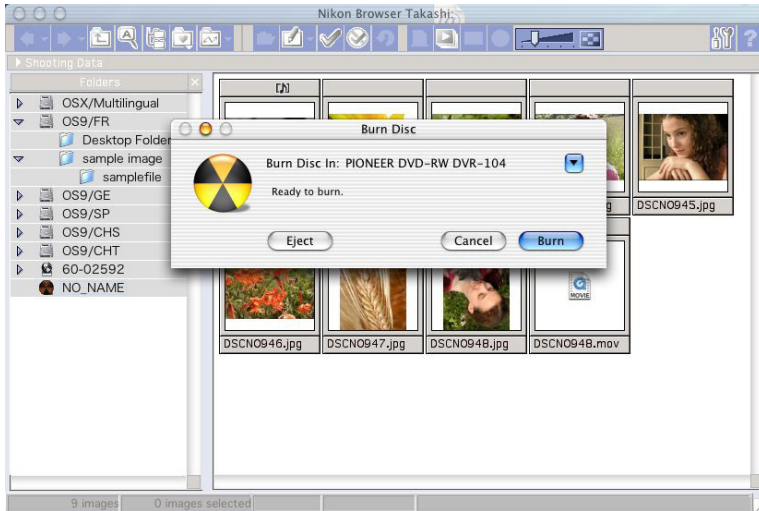 Nikon Browser Takashi
?
Shooting Data
Folders
OSX/Multilingual
OS9/FR
Desktop Folder
sample image
samplefile
OS9/GE
OS9/SP
OS9/CHS
OS9/CHT
60-02592
NO_NAME
Burn Disc
Burn Disc In: PIONEER DVD-RW DVR-104
Ready to burn.
Eject
Cancel
Burn
g
DSCN0945.jpg
MOVIE
DSCN0946.jpg
DSCN0947.jpg
DSCN0948.jpg
DSCN0948.mov
9 images
0 images selected